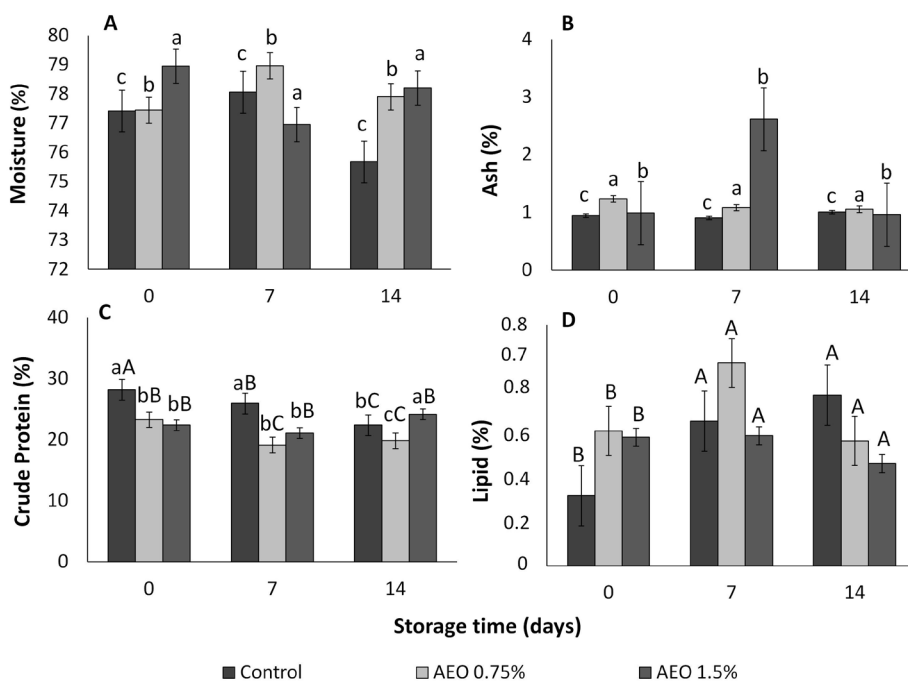 A
Moisture (%)
80
79
78
77
76
75
74
73
72
c b a
c b a
c b a
0 7 14
B
Ash (%)
4
3
2
1
0
c a b
c a b
c a b
0 7 14
C
Crude Protein (%)
40
30
20
10
0
aA bB bB
aB bC bB
bC cC aB
0 7 14
D
Lipid (%)
0.8
0.7
0.8
0.6
0.4
0.2
0
B B B
A A A
A A A
0 7 14
Storage time (days)
Control AEO 0.75% AEO 1.5%